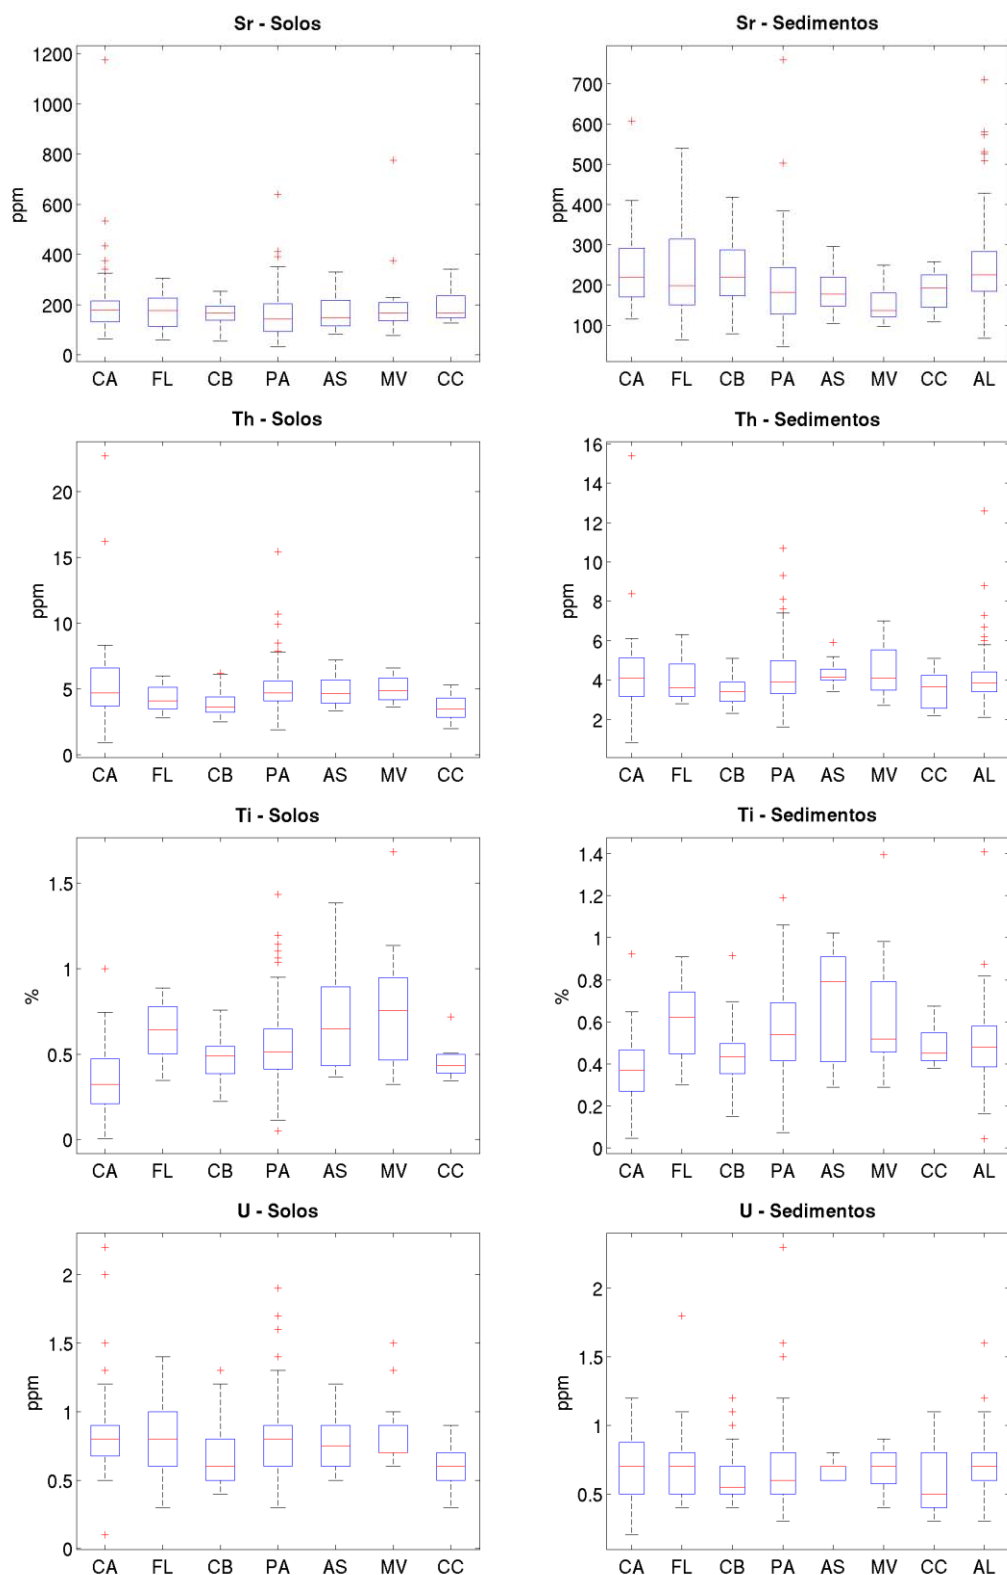 Sr - Solos
1200
1000
800
600
400
200
0
ppm
CA FL CB PA AS MV CC
Sr - Sedimentos
700
600
500
400
300
200
100
ppm
CA FL CB PA AS MV CC AL
Th - Solos
20
15
10
5
0
ppm
CA FL CB PA AS MV CC
Th - Sedimentos
16
14
12
10
8
6
4
2
ppm
CA FL CB PA AS MV CC AL
Ti - Solos
1.5
1
0.5
0
%
CA FL CB PA AS MV CC
Ti - Sedimentos
1.4
1.2
1
0.8
0.6
0.4
0.2
0
%
CA FL CB PA AS MV CC AL
U - Solos
2
1.5
1
0.5
0
ppm
CA FL CB PA AS MV CC
U - Sedimentos
2
1.5
1
0.5
ppm
CA FL CB PA AS MV CC AL